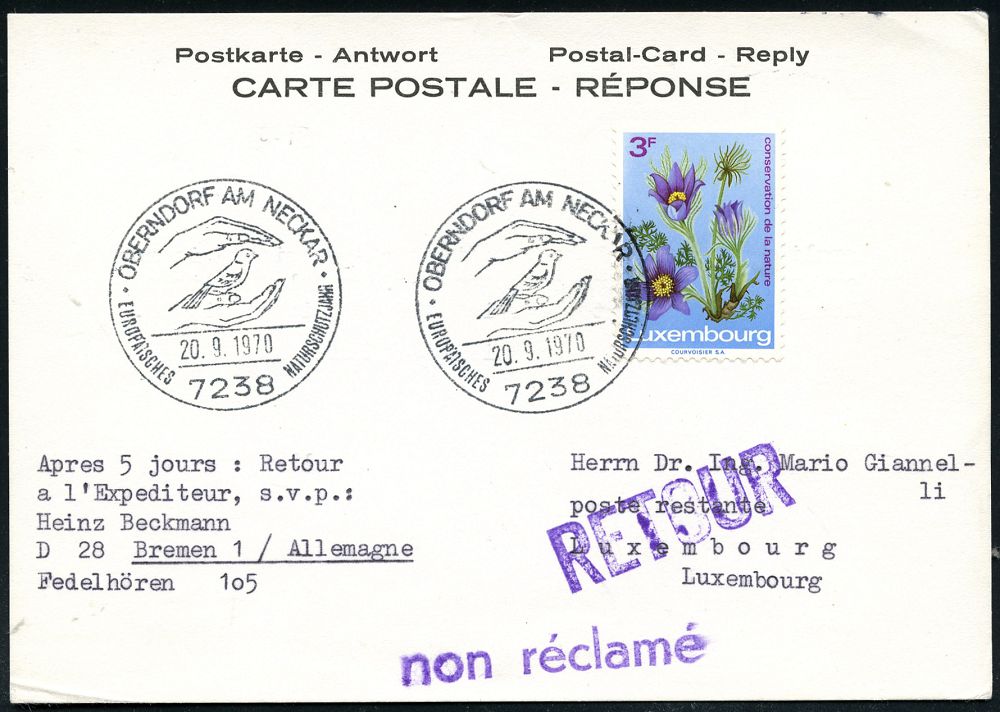 Postkarte - Antwort
Postal-Card - Reply
CARTE POSTALE - RÉPONSE
3F
conservation de la nature
Luxembourg
COURVOISIER S.A.
· OBERNDORF AM NECKAR ·
20.9.1970
EUROPÄISCHES NATURSCHUTZJAHR
7238
· OBERNDORF AM NECKAR ·
20.9.1970
EUROPÄISCHES NATURSCHUTZJAHR
7238
Apres 5 jours : Retour
a l'Expediteur, s.v.p.:
Heinz Beckmann
D 28 Bremen 1 / Allemagne
Fedelhören 1o5
Herrn Dr. Ing. Mario Giannel-
li
poste restante
Luxembourg
Luxembourg
RETOUR
non réclamé